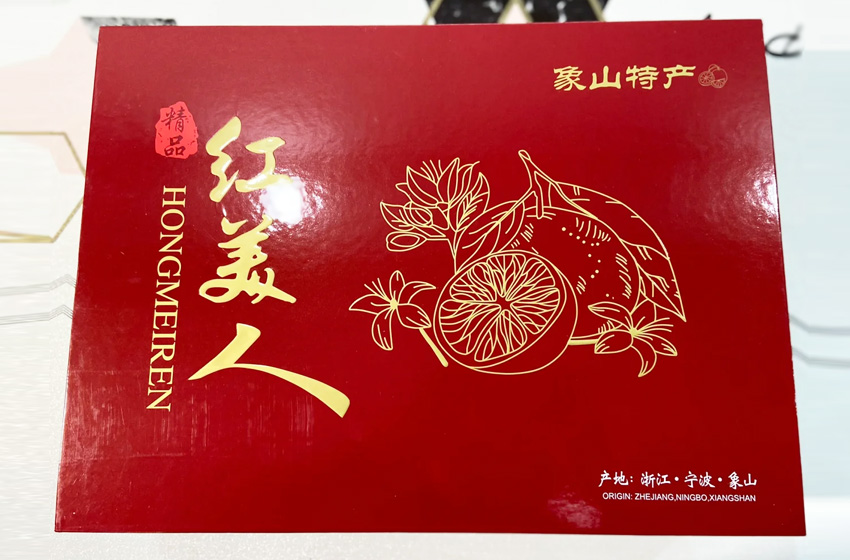 象山特产
精品
红美人
HONGMEIREN
产地：浙江·宁波·象山
ORIGIN: ZHEJIANG,NINGBO,XIANGSHAN